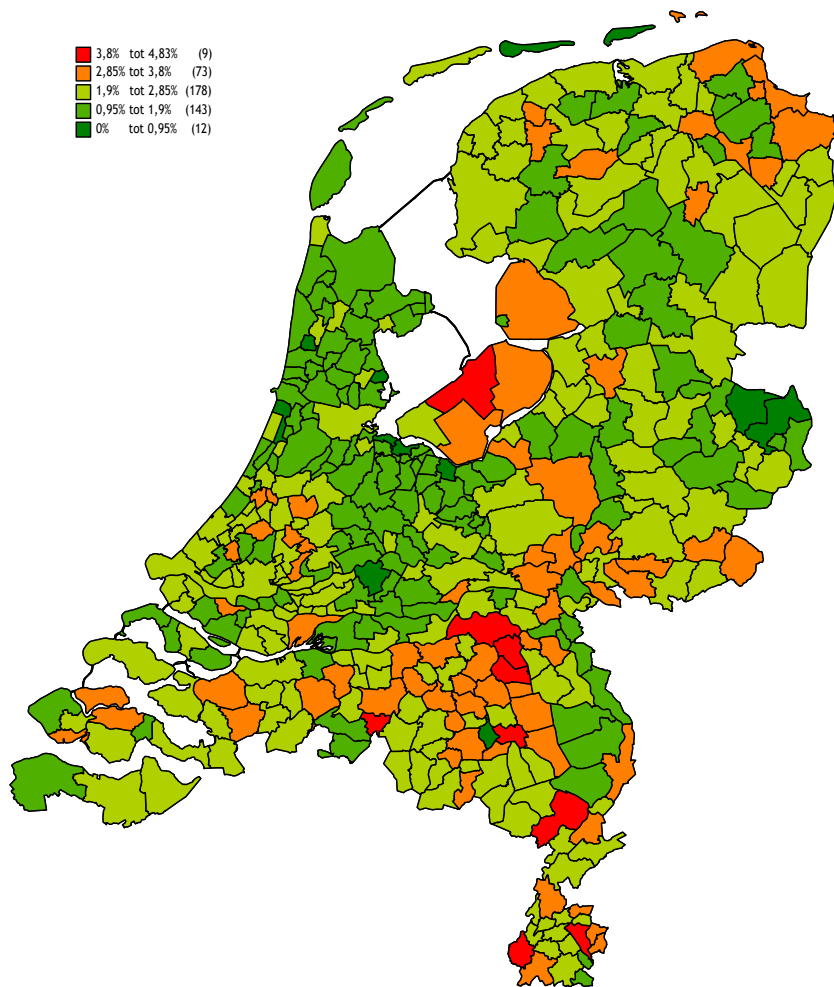 3,8% tot 4,83% (9)
2,85% tot 3,8% (73)
1,9% tot 2,85% (178)
0,95% tot 1,9% (143)
0% tot 0,95% (12)